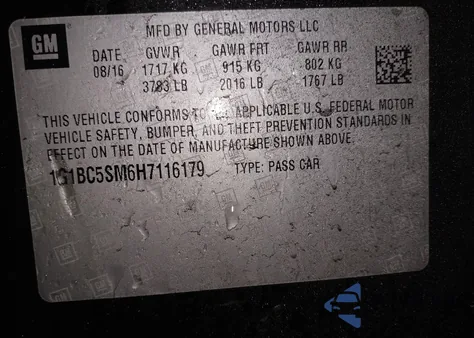 GM
MFD BY GENERAL MOTORS LLC
DATE GVWR GAWR FRT GAWR RR
08/16 1717 KG 915 KG 802 KG
3783 LB 2016 LB 1767 LB
THIS VEHICLE CONFORMS TO ALL APPLICABLE U.S. FEDERAL MOTOR
VEHICLE SAFETY, BUMPER, AND THEFT PREVENTION STANDARDS IN
EFFECT ON THE DATE OF MANUFACTURE SHOWN ABOVE.
1G1BC5SM6H7116179 TYPE: PASS CAR